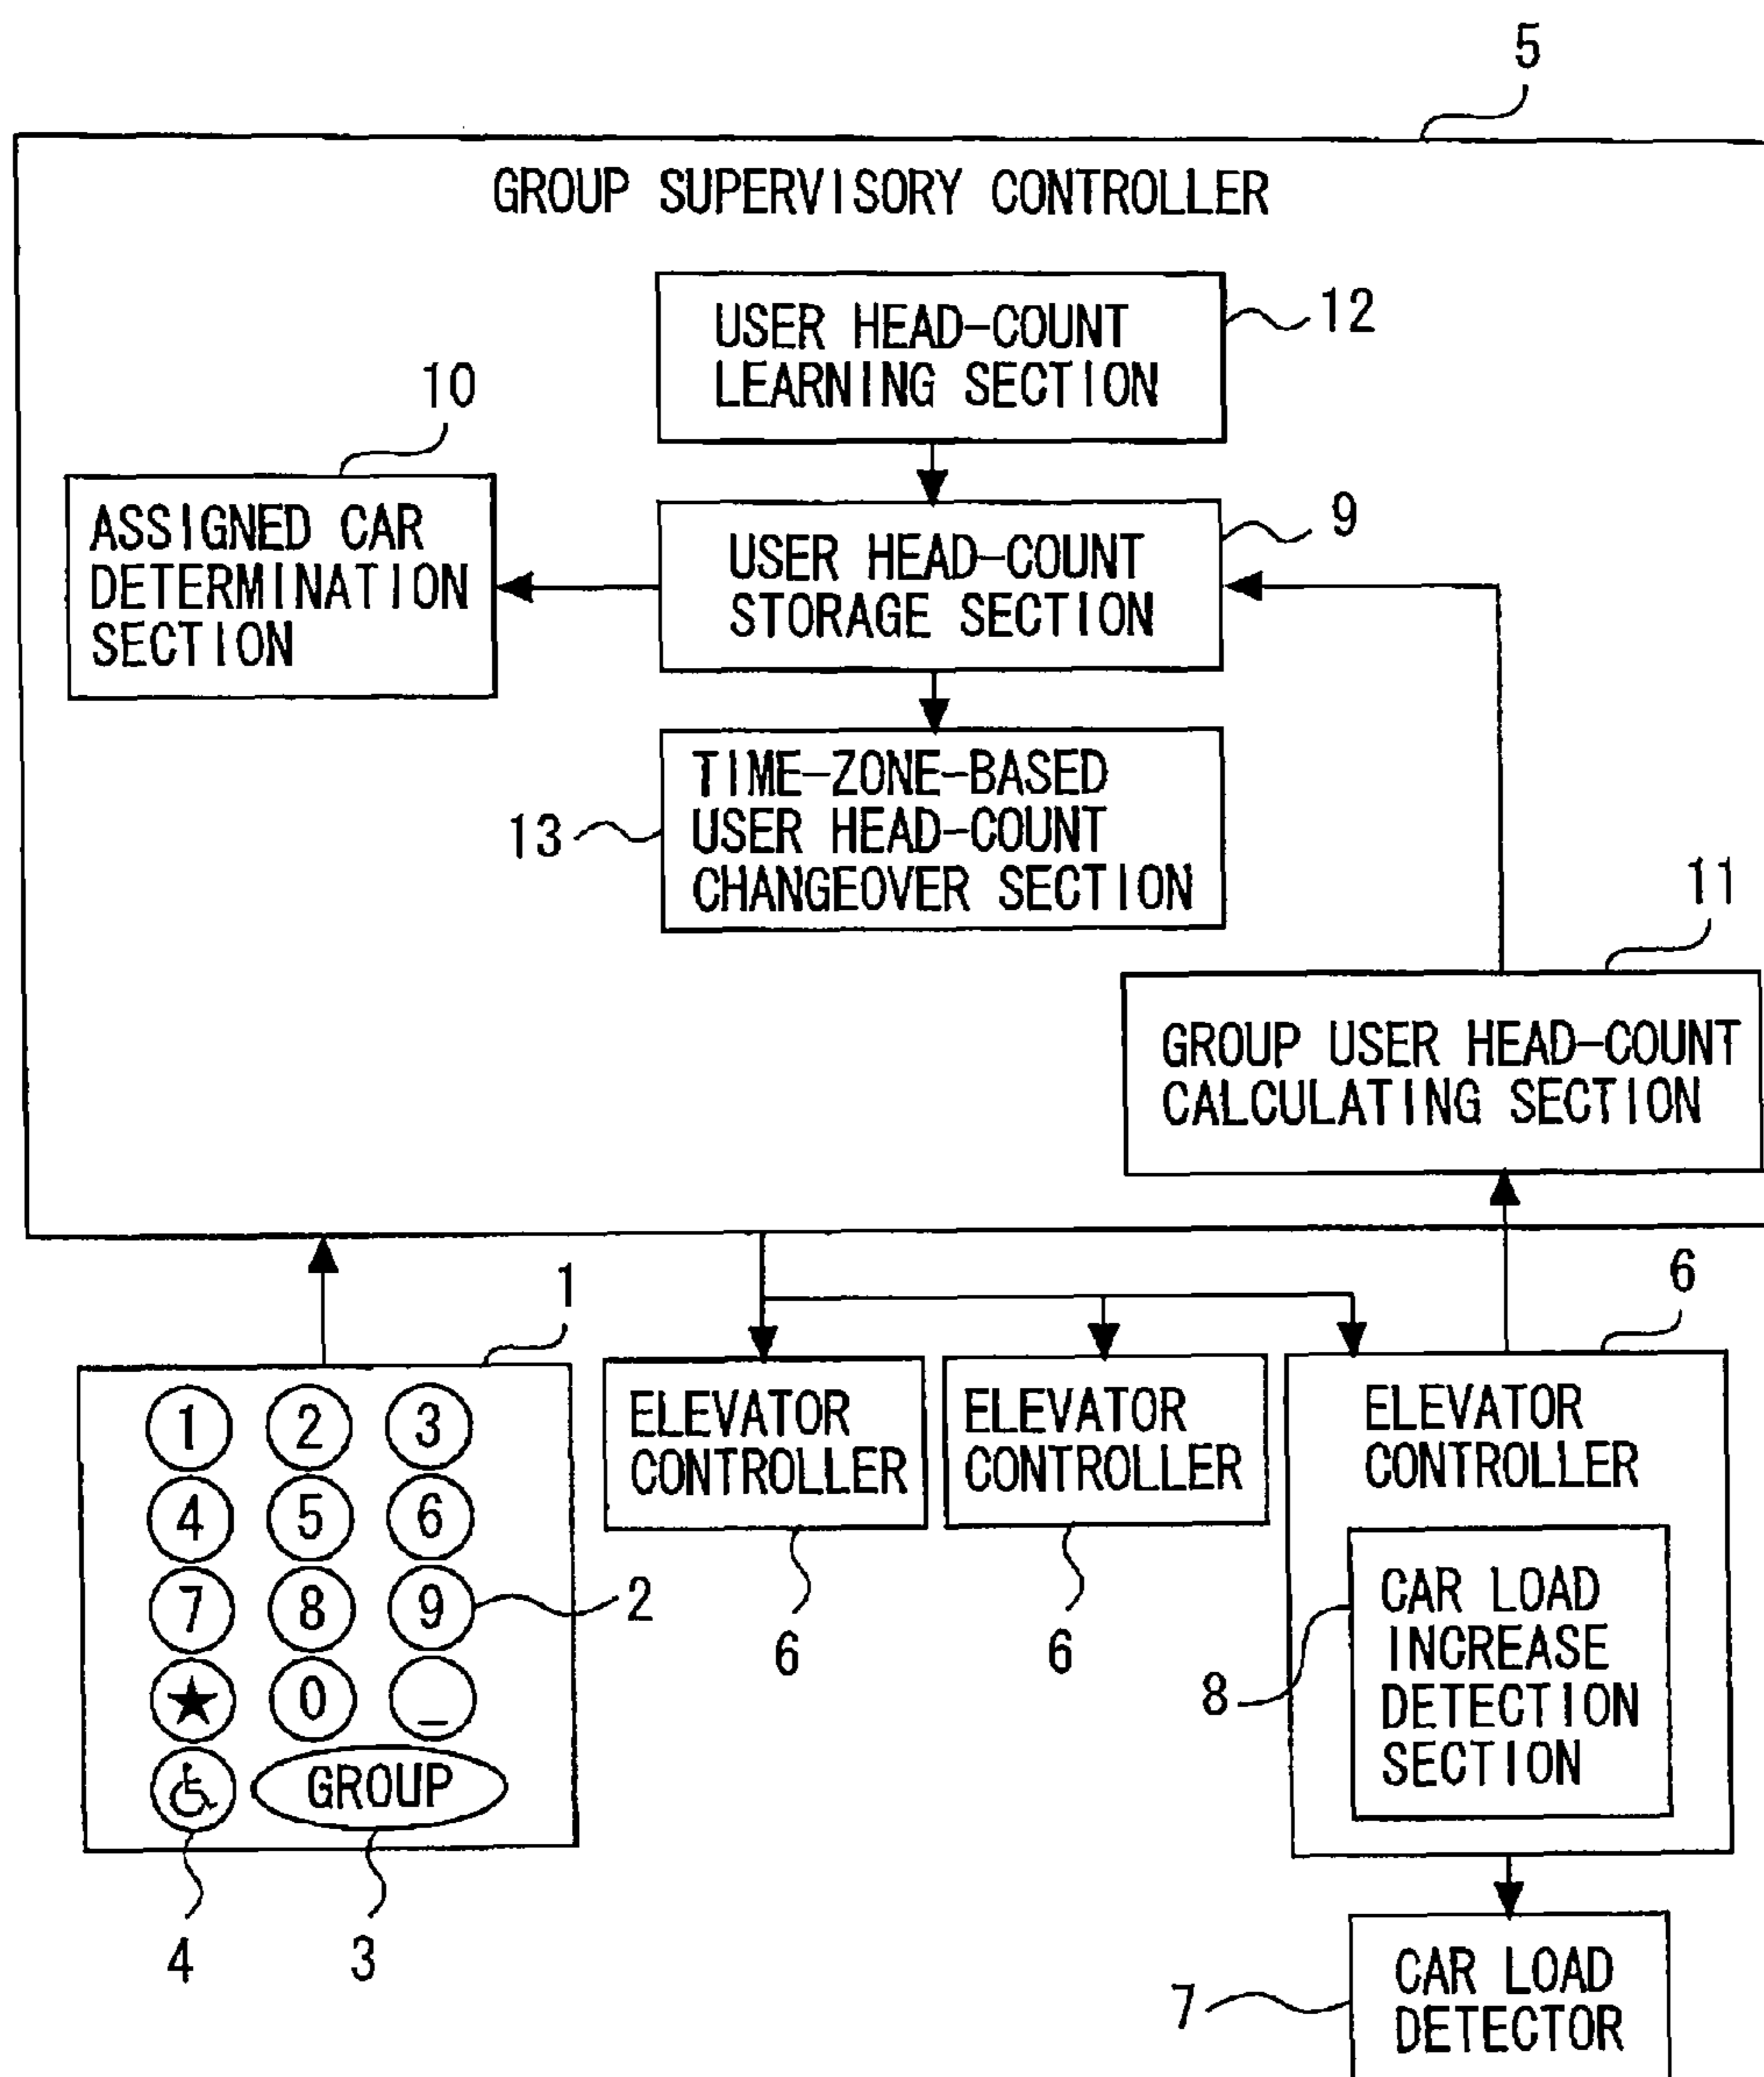 5
GROUP SUPERVISORY CONTROLLER
USER HEAD-COUNT
LEARNING SECTION
12
10
ASSIGNED CAR
DETERMINATION
SECTION
USER HEAD-COUNT
STORAGE SECTION
9
TIME-ZONE-BASED
USER HEAD-COUNT
CHANGEOVER SECTION
13
11
GROUP USER HEAD-COUNT
CALCULATING SECTION
1
6
1 2 3
4 5 6
7 8 9
★ 0 _
GROUP
2
4
3
ELEVATOR
CONTROLLER
6
ELEVATOR
CONTROLLER
6
ELEVATOR
CONTROLLER
CAR LOAD
INCREASE
DETECTION
SECTION
8
CAR LOAD
DETECTOR
7